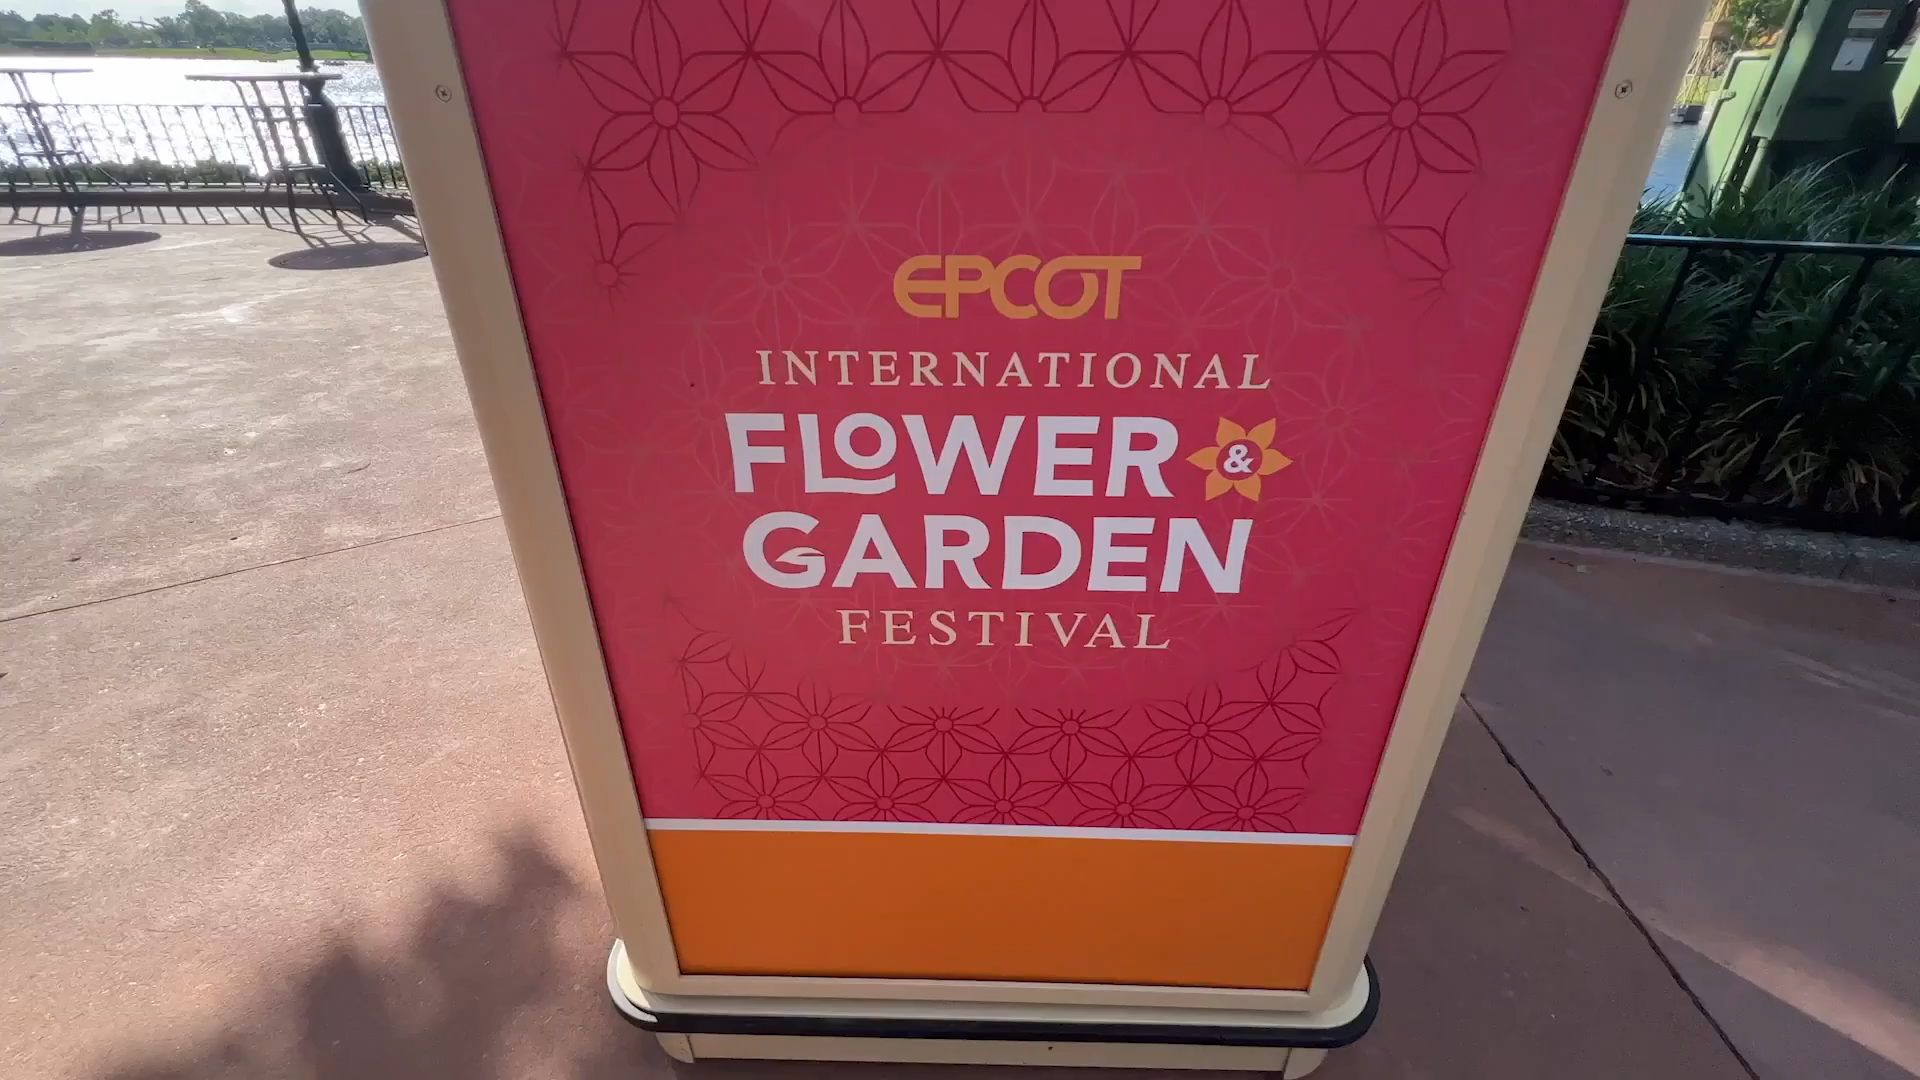 EPCOT
INTERNATIONAL
FLOWER &
GARDEN
FESTIVAL